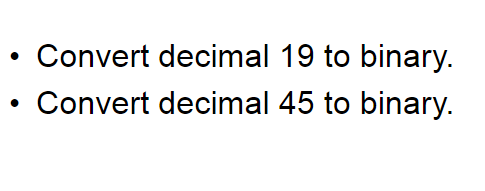 • Convert decimal 19 to binary.
• Convert decimal 45 to binary.